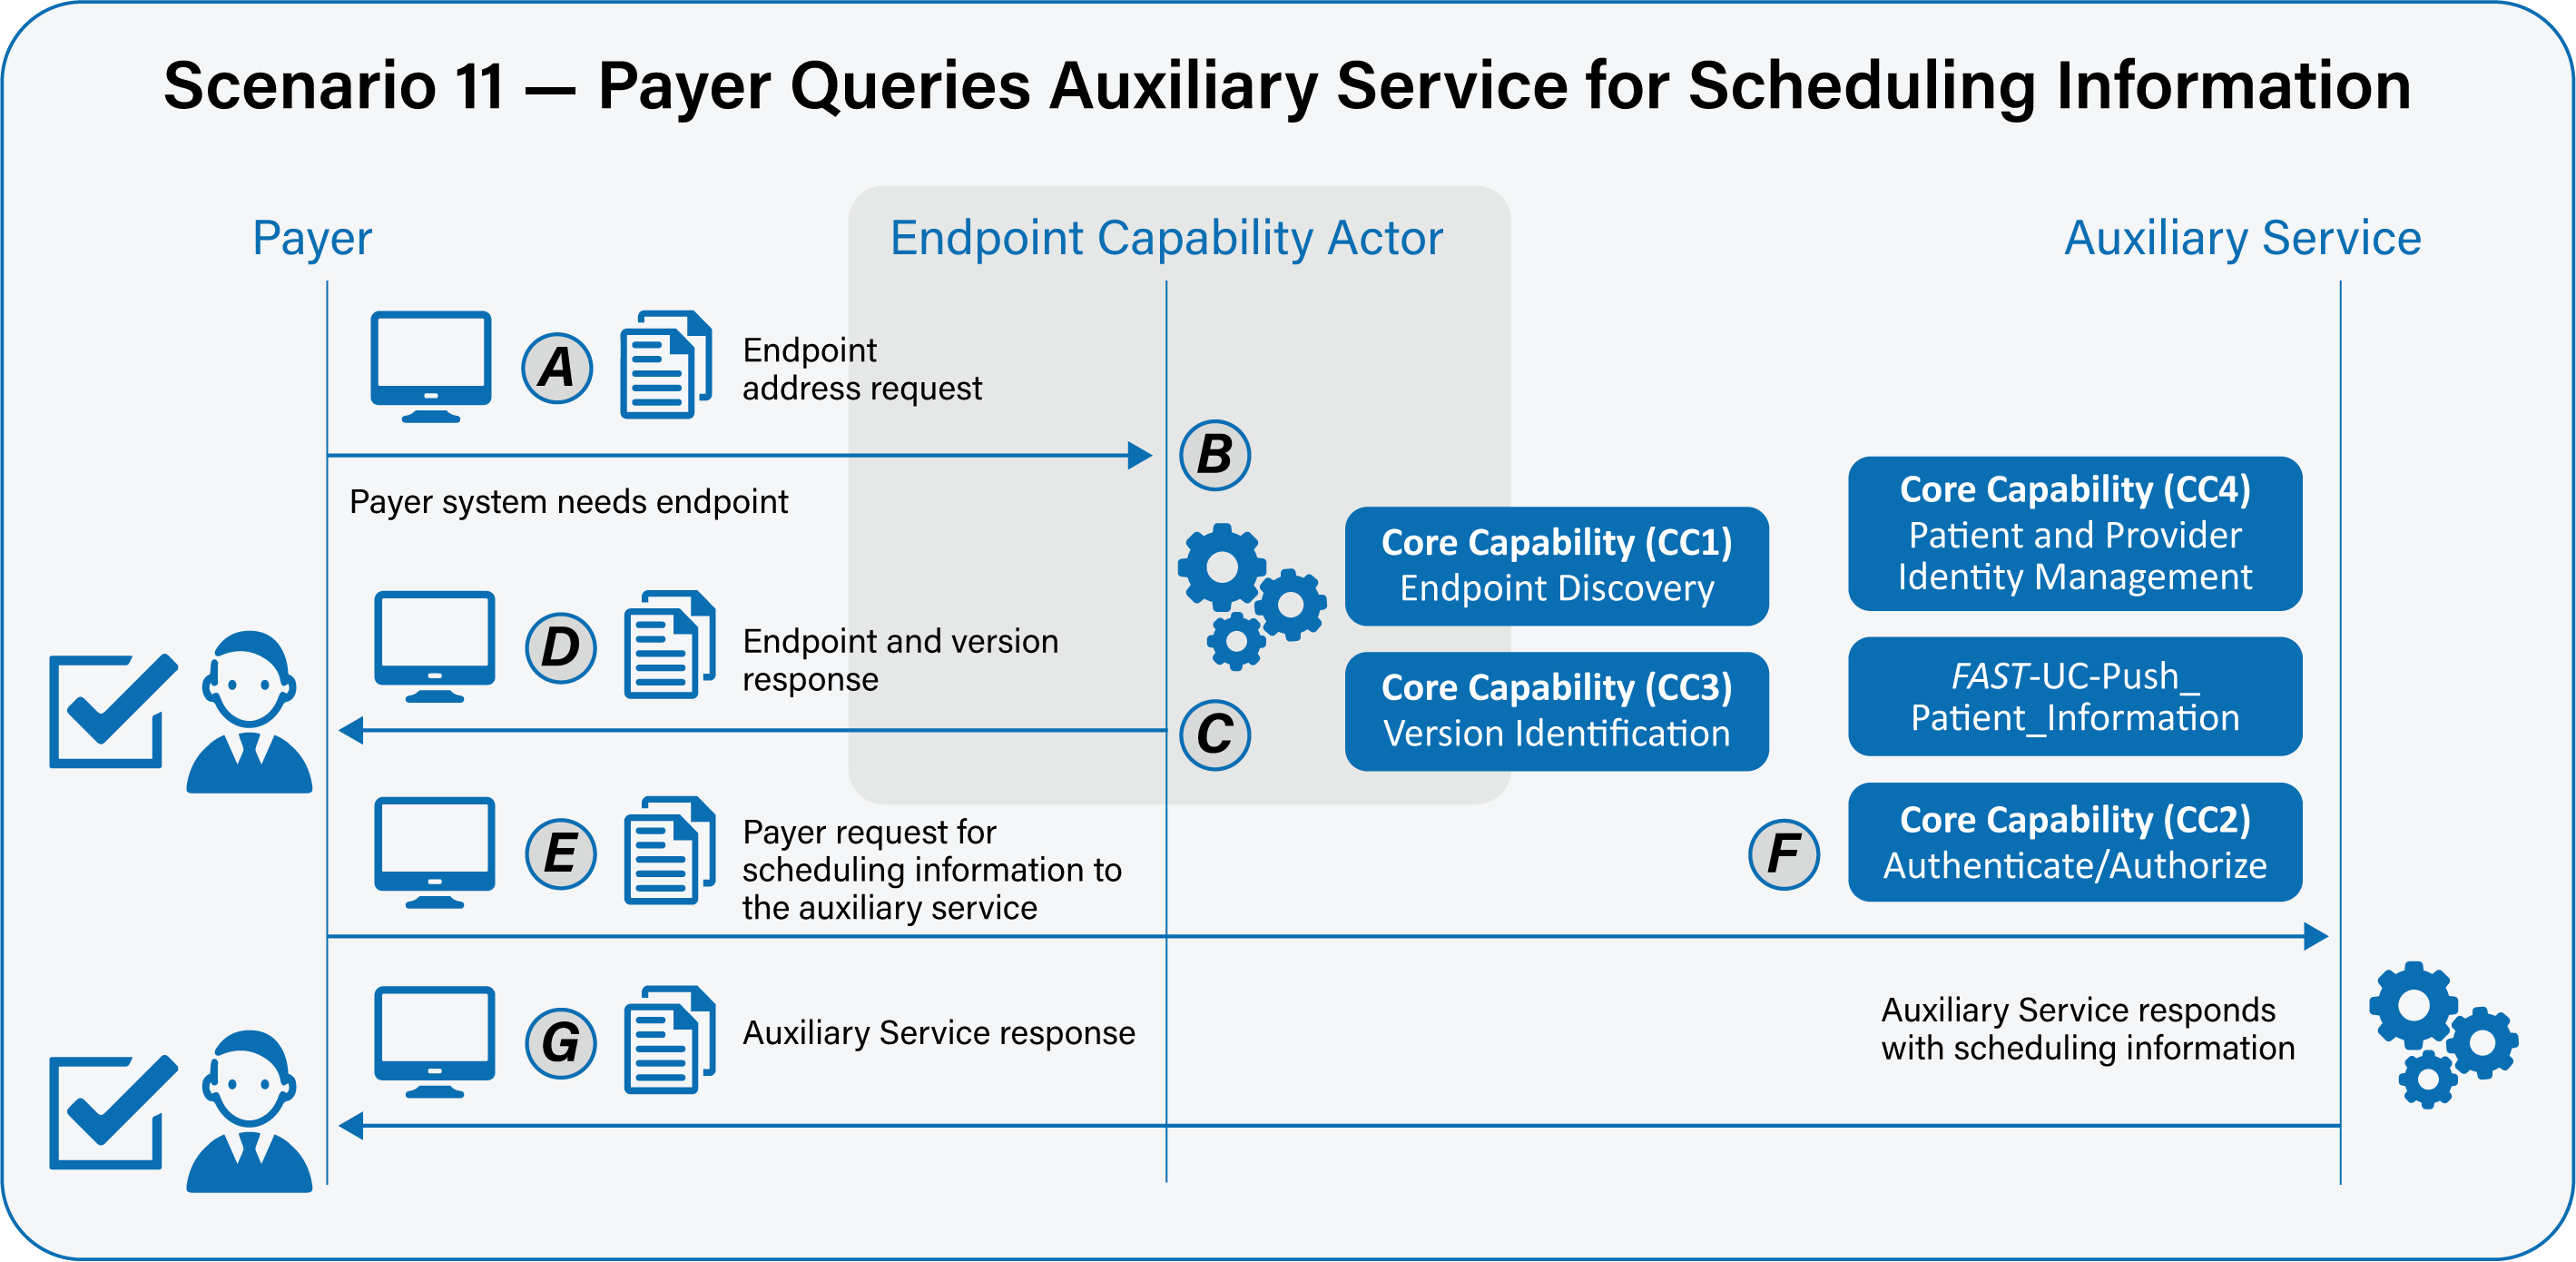 Scenario 11 — Payer Queries Auxiliary Service for Scheduling Information
Payer
Endpoint Capability Actor
Auxiliary Service
A
Endpoint
address request
B
Payer system needs endpoint
Core Capability (CC1)
Endpoint Discovery
Core Capability (CC4)
Patient and Provider
Identity Management
D
Endpoint and version
response
C
Core Capability (CC3)
Version Identification
FAST-UC-Push_
Patient_Information
E
Payer request for
scheduling information to
the auxiliary service
F
Core Capability (CC2)
Authenticate/Authorize
G
Auxiliary Service response
Auxiliary Service responds
with scheduling information